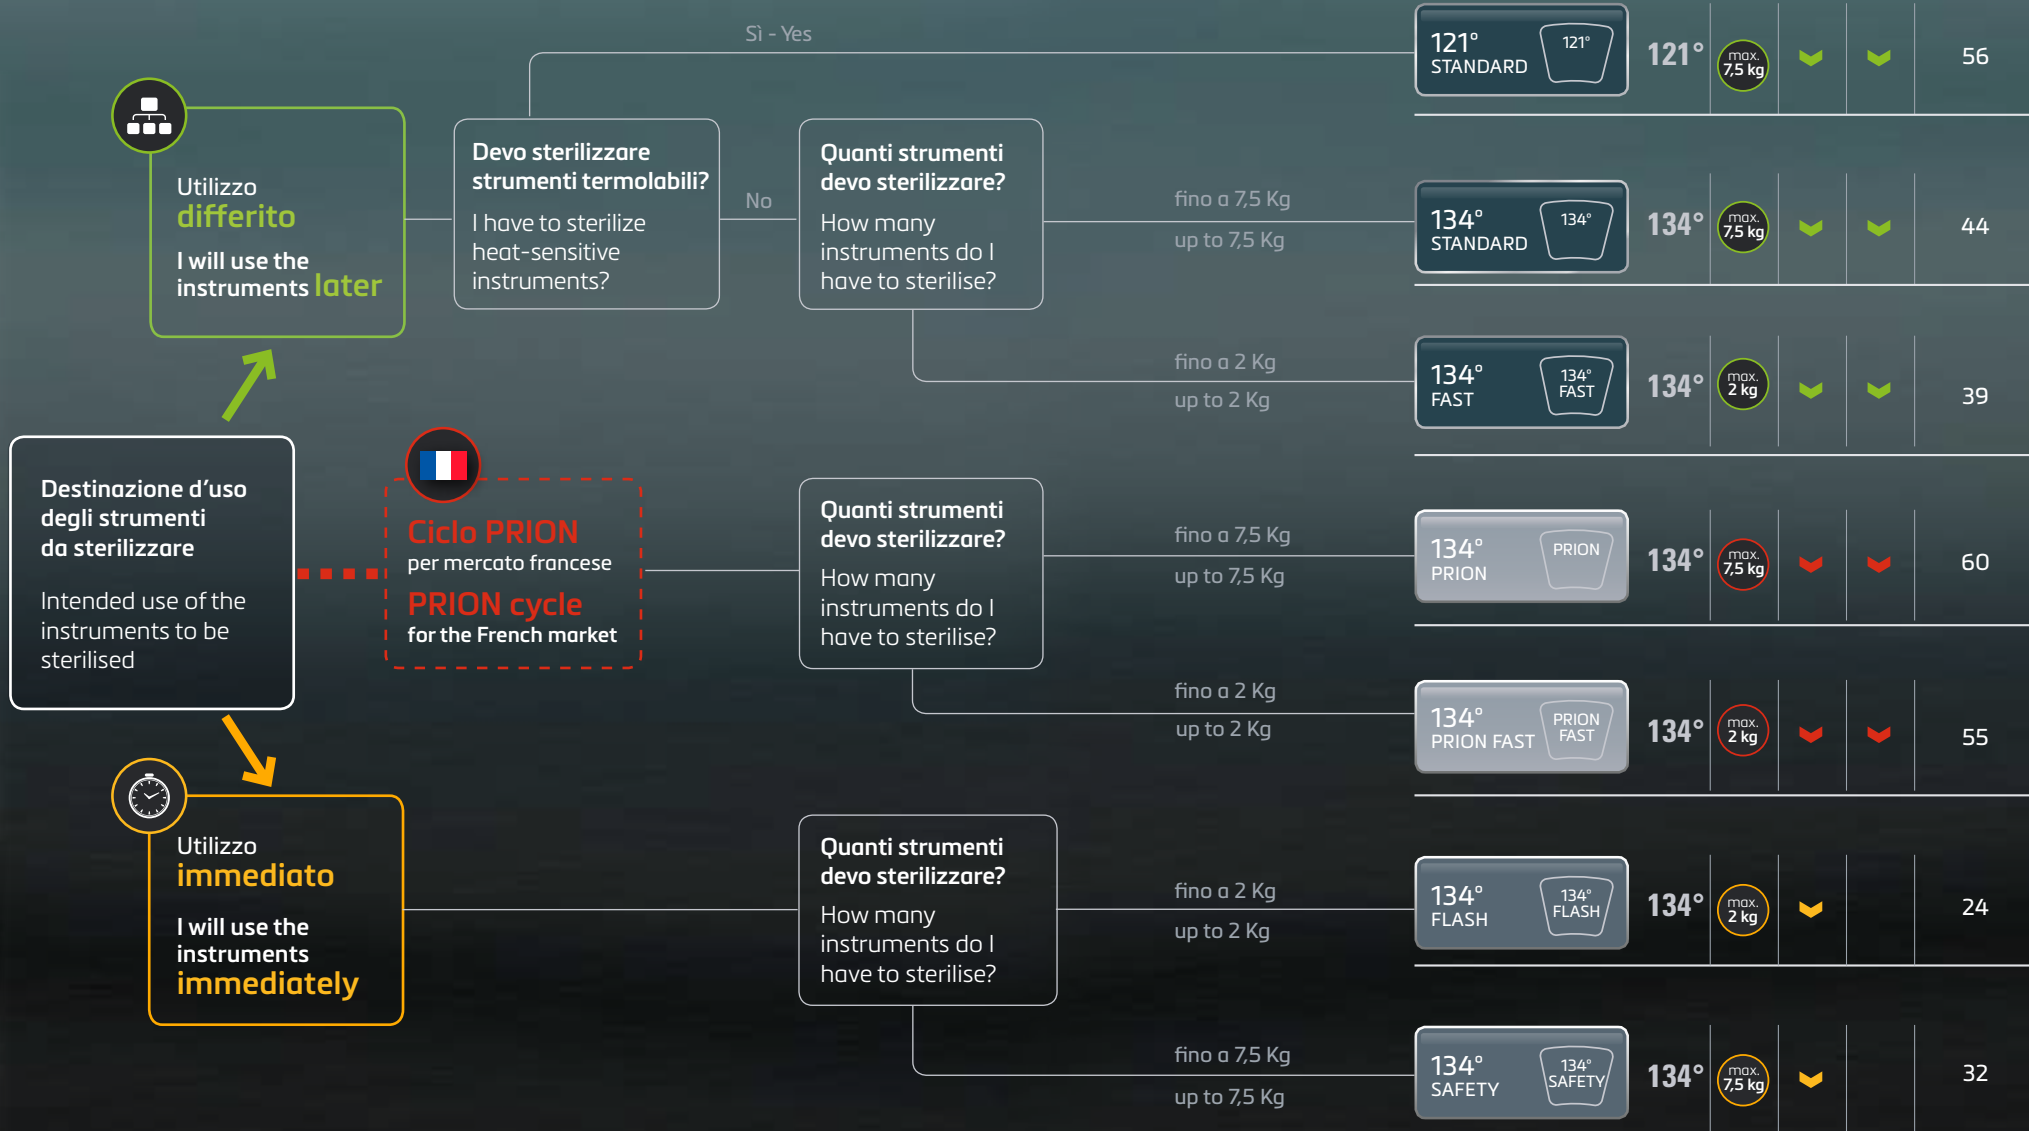 Sì - Yes
121°
STANDARD
121°
121°
max.
7,5 kg
56
Utilizzo
differito
I will use the
instruments later
Devo sterilizzare
strumenti termolabili?
I have to sterilize
heat-sensitive
instruments?
No
Quanti strumenti
devo sterilizzare?
How many
instruments do I
have to sterilise?
fino a 7,5 Kg
up to 7,5 Kg
134°
STANDARD
134°
134°
max.
7,5 kg
44
fino a 2 Kg
up to 2 Kg
134°
FAST
134°
FAST
134°
max.
2 kg
39
Destinazione d'uso
degli strumenti
da sterilizzare
Intended use of the
instruments to be
sterilised
Ciclo PRION
per mercato francese
PRION cycle
for the French market
Quanti strumenti
devo sterilizzare?
How many
instruments do I
have to sterilise?
fino a 7,5 Kg
up to 7,5 Kg
134°
PRION
PRION
134°
max.
7,5 kg
60
fino a 2 Kg
up to 2 Kg
134°
PRION FAST
PRION
FAST
134°
max.
2 kg
55
Utilizzo
immediato
I will use the
instruments
immediately
Quanti strumenti
devo sterilizzare?
How many
instruments do I
have to sterilise?
fino a 2 Kg
up to 2 Kg
134°
FLASH
134°
FLASH
134°
max.
2 kg
24
fino a 7,5 Kg
up to 7,5 Kg
134°
SAFETY
134°
SAFETY
134°
max.
7,5 kg
32